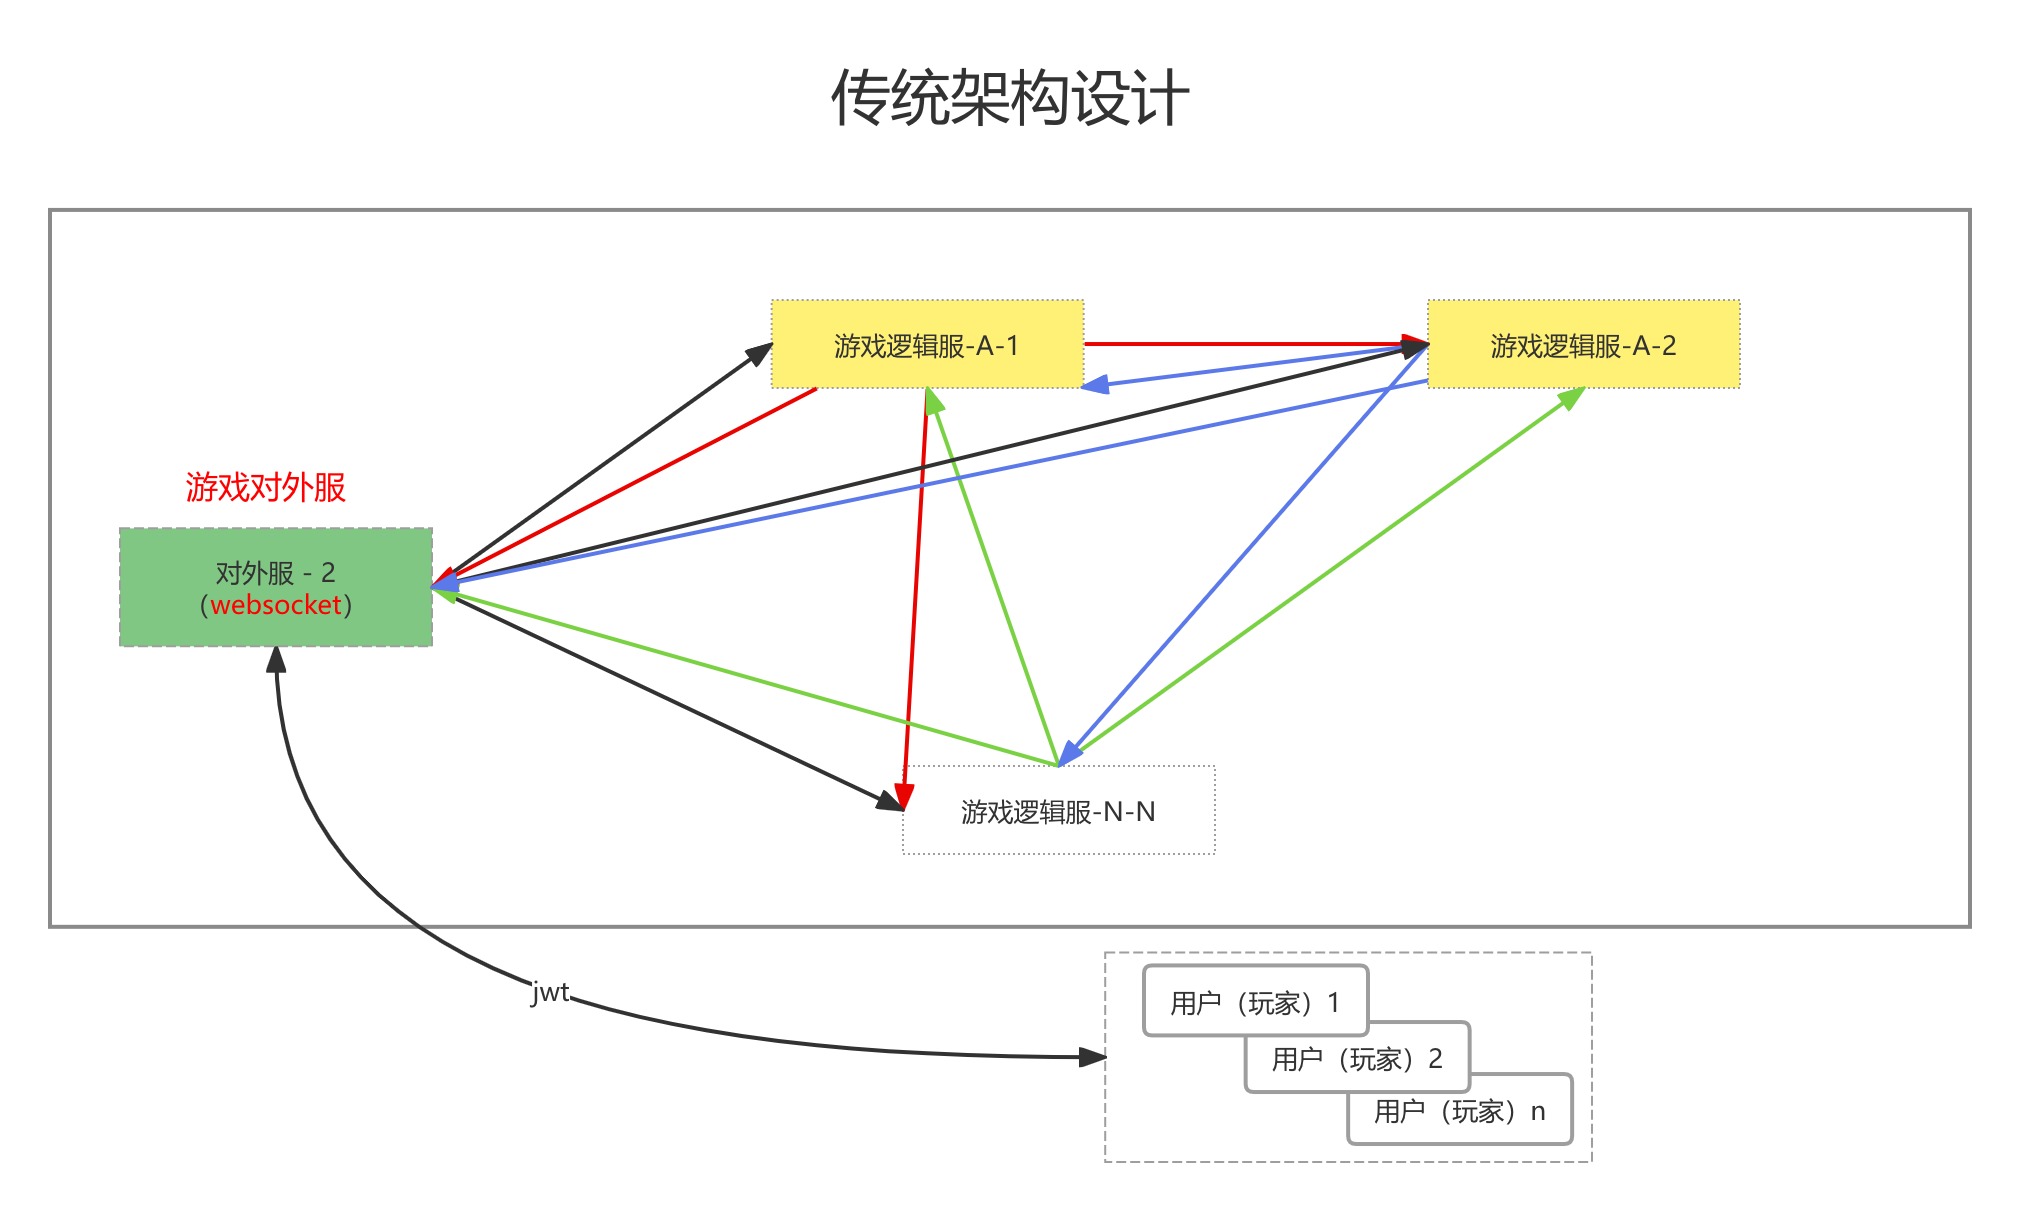 传统架构设计
游戏逻辑服-A-1
游戏逻辑服-A-2
游戏对外服
对外服 - 2
（websocket）
游戏逻辑服-N-N
jwt
用户（玩家）1
用户（玩家）2
用户（玩家）n